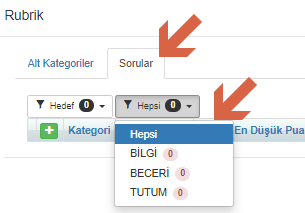 Rubrik
Alt Kategoriler Sorular
Hedef 0 Hepsi 0
Kategori En Düşük Pua
Hepsi
BİLGİ 0
BECERİ 0
TUTUM 0